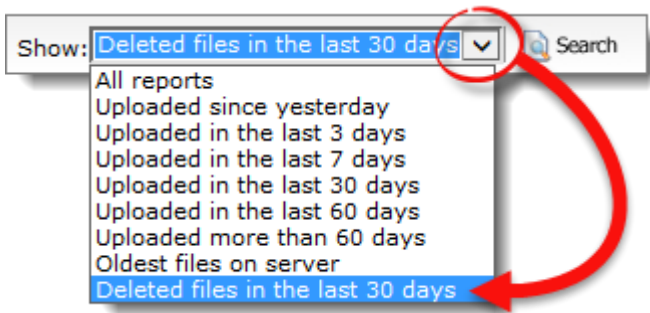 Show: Deleted files in the last 30 days Search
All reports
Uploaded since yesterday
Uploaded in the last 3 days
Uploaded in the last 7 days
Uploaded in the last 30 days
Uploaded in the last 60 days
Uploaded more than 60 days
Oldest files on server
Deleted files in the last 30 days